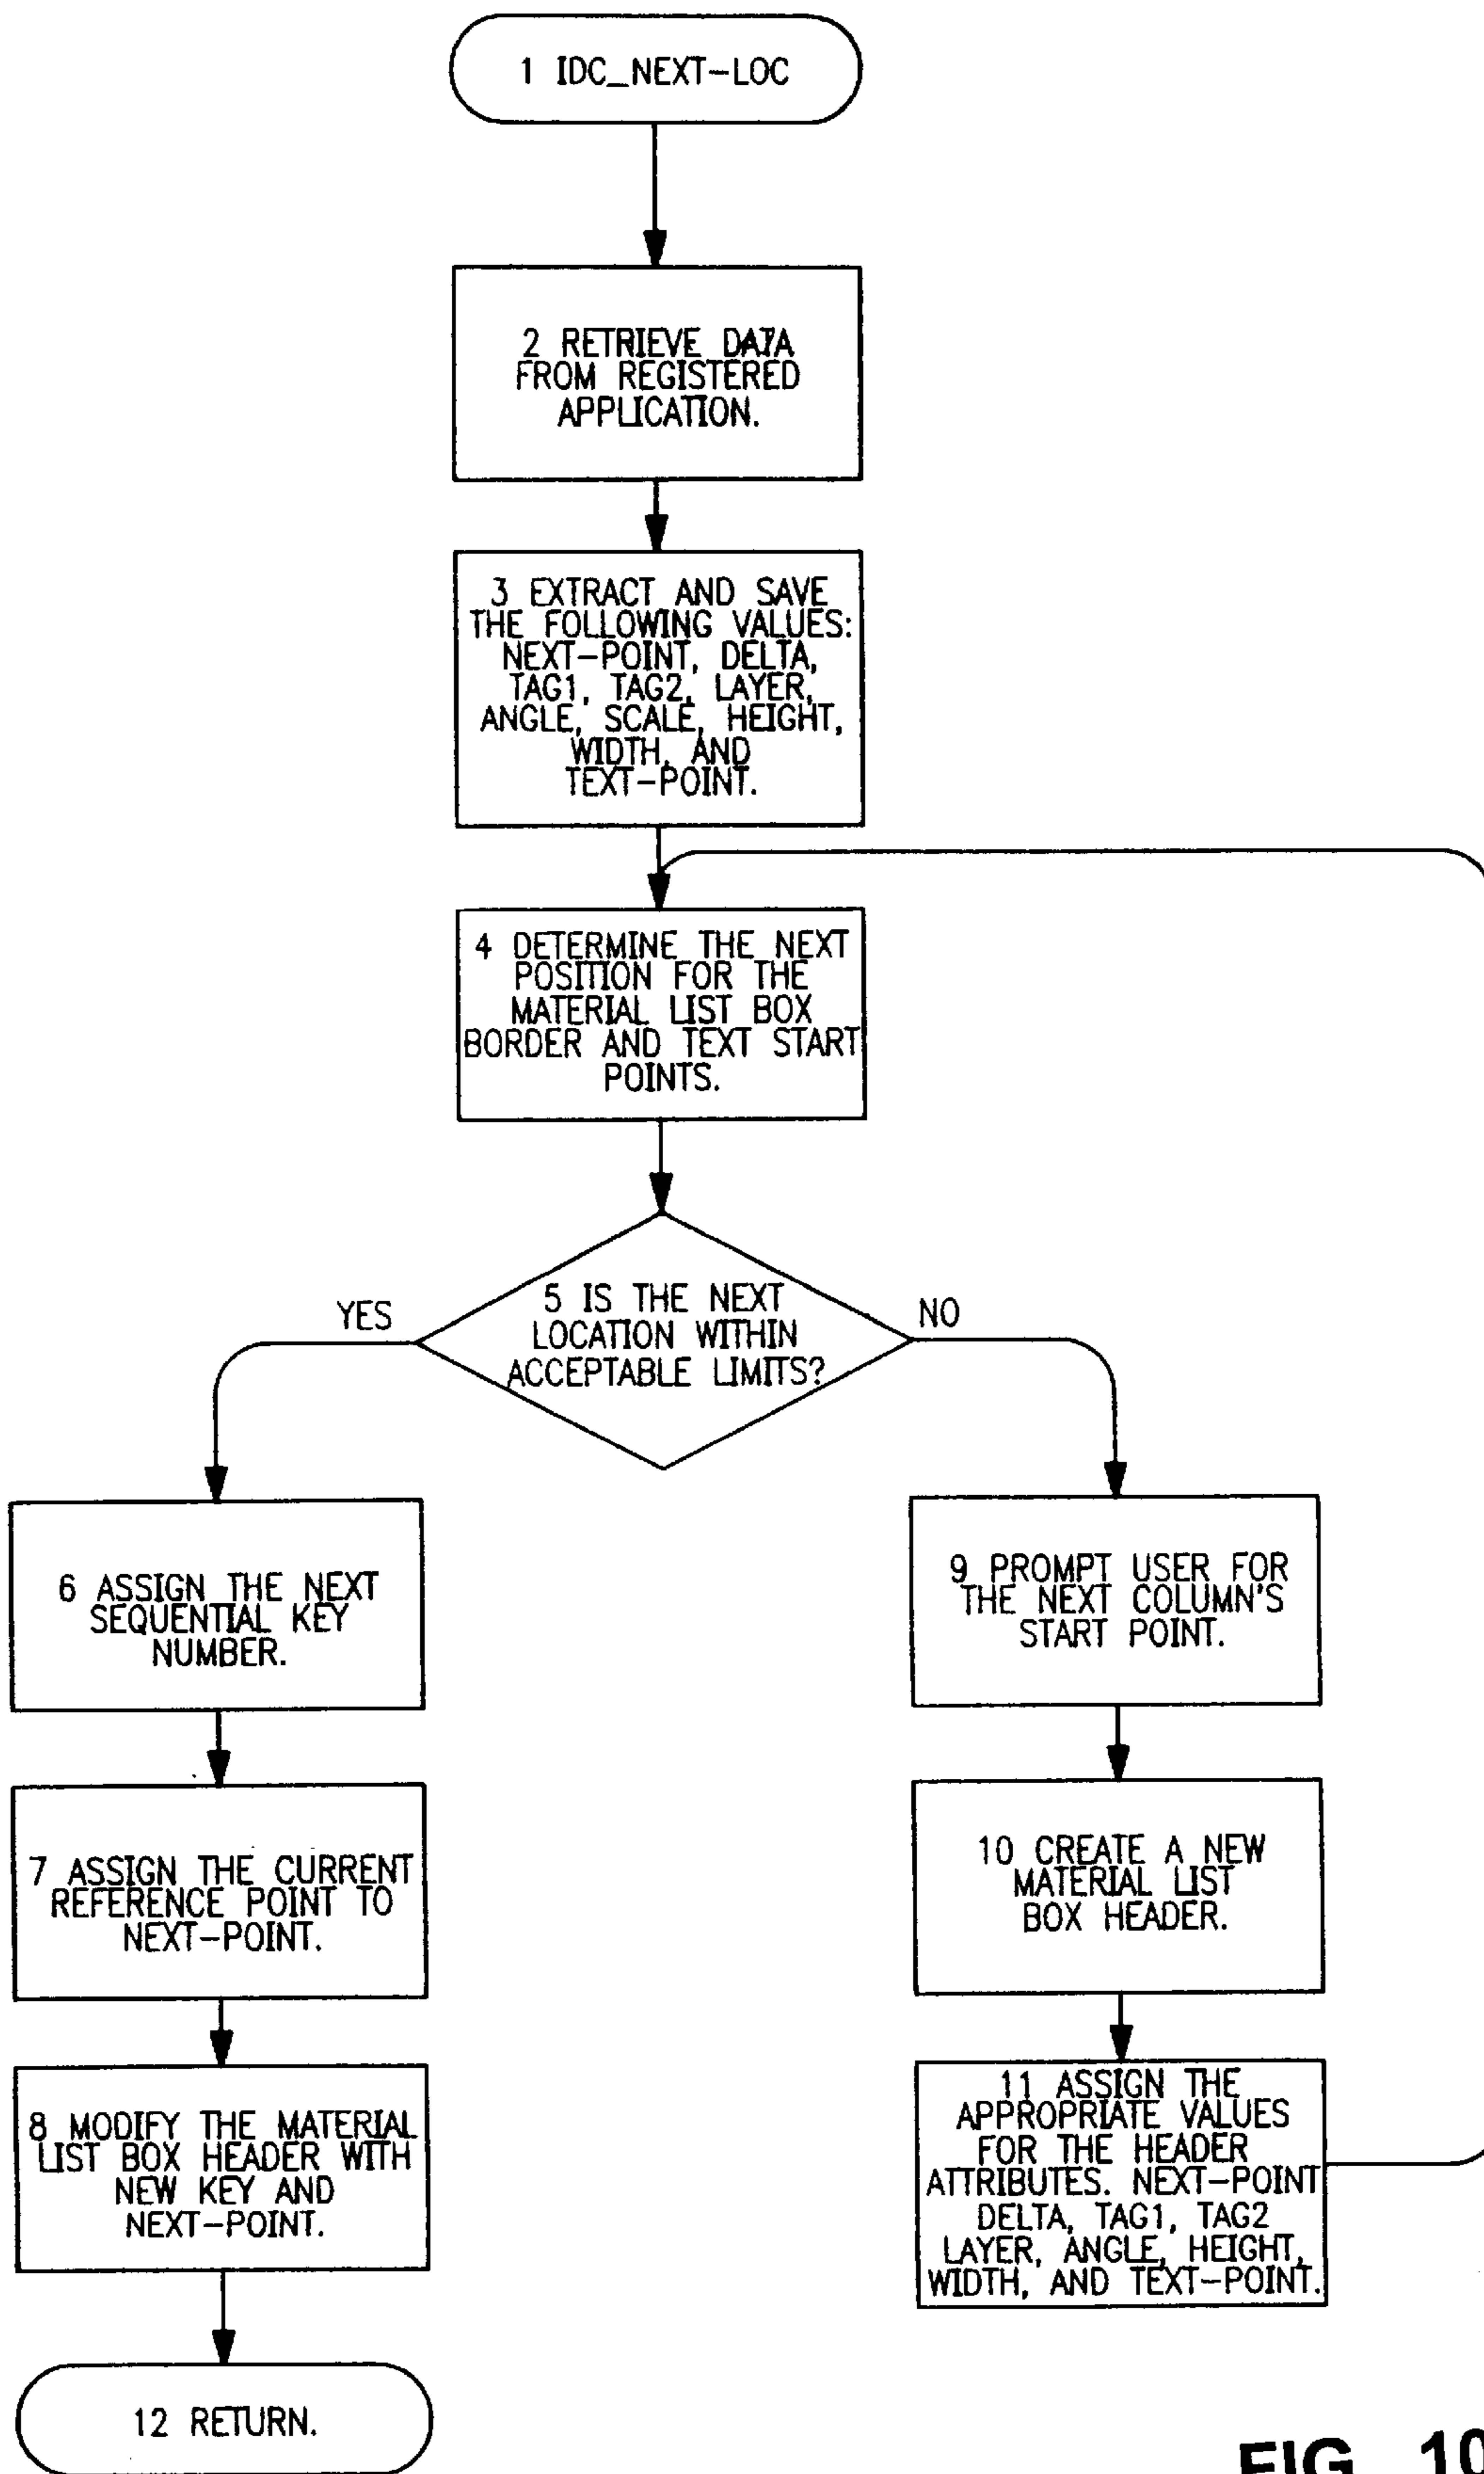 1 IDC_NEXT-LOC
2 RETRIEVE DATA
FROM REGISTERED
APPLICATION.
3 EXTRACT AND SAVE
THE FOLLOWING VALUES:
NEXT-POINT, DELTA,
TAG1, TAG2, LAYER,
ANGLE, SCALE, HEIGHT,
WIDTH, AND
TEXT-POINT.
4 DETERMINE THE NEXT
POSITION FOR THE
MATERIAL LIST BOX
BORDER AND TEXT START
POINTS.
5 IS THE NEXT
LOCATION WITHIN
ACCEPTABLE LIMITS?
YES
NO
6 ASSIGN THE NEXT
SEQUENTIAL KEY
NUMBER.
7 ASSIGN THE CURRENT
REFERENCE POINT TO
NEXT-POINT.
8 MODIFY THE MATERIAL
LIST BOX HEADER WITH
NEW KEY AND
NEXT-POINT.
9 PROMPT USER FOR
THE NEXT COLUMN'S
START POINT.
10 CREATE A NEW
MATERIAL LIST
BOX HEADER.
11 ASSIGN THE
APPROPRIATE VALUES
FOR THE HEADER
ATTRIBUTES. NEXT-POINT
DELTA, TAG1, TAG2
LAYER, ANGLE, HEIGHT,
WIDTH, AND TEXT-POINT.
12 RETURN.
FIG. 10